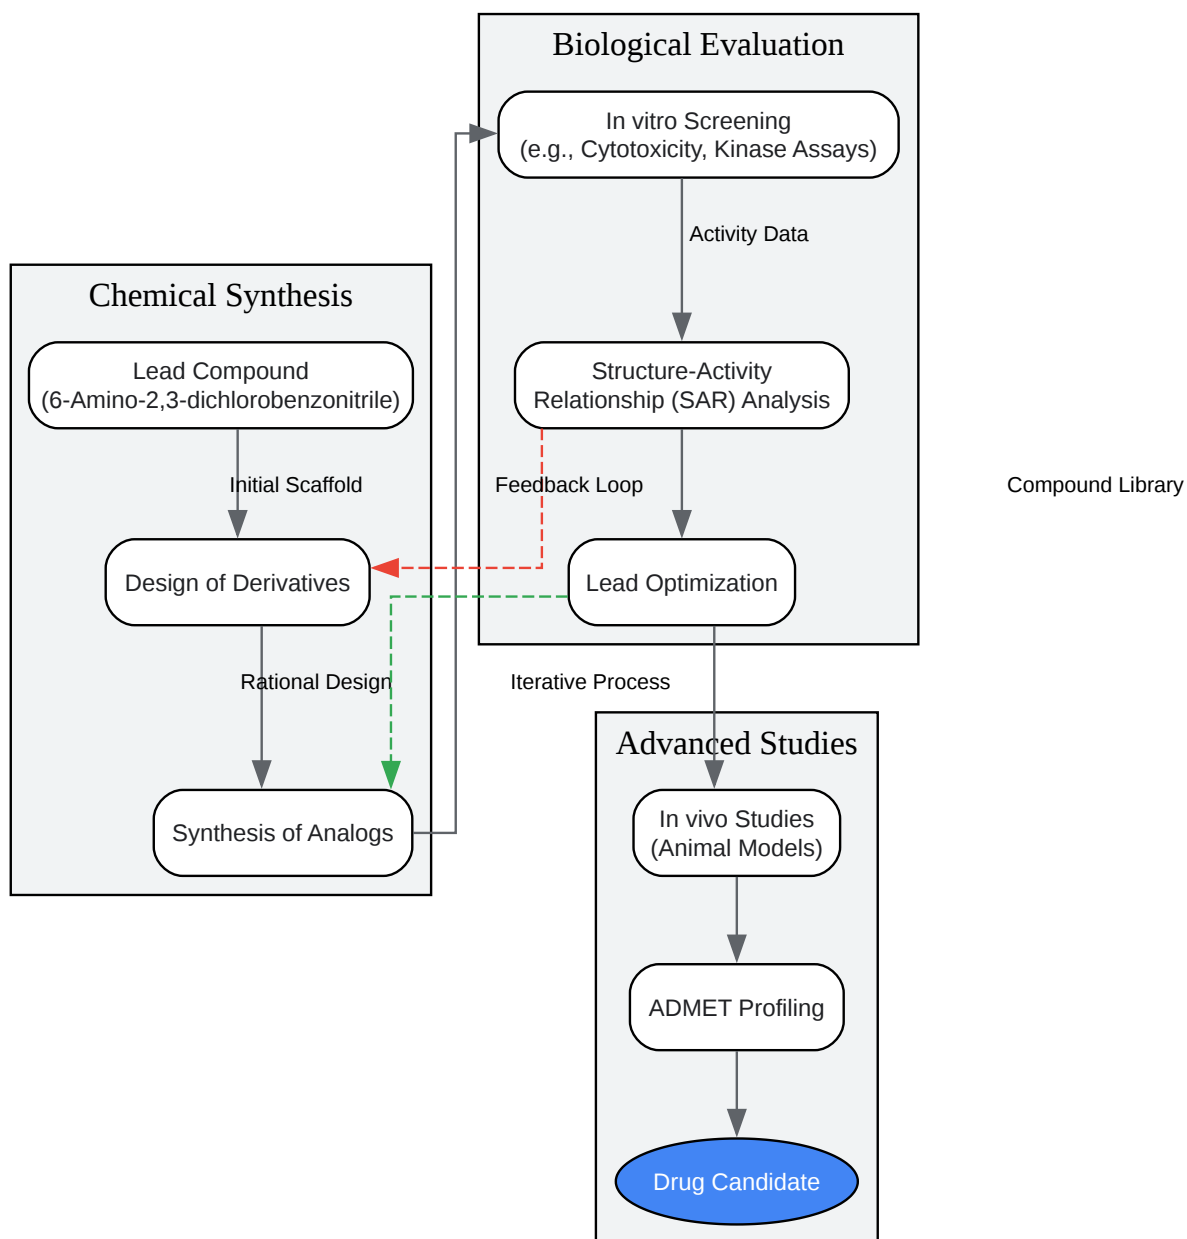 Biological Evaluation
In vitro Screening
(e.g., Cytotoxicity, Kinase Assays)
Activity Data
Chemical Synthesis
Lead Compound
(6-Amino-2,3-dichlorobenzonitrile)
Structure-Activity
Relationship (SAR) Analysis
Initial Scaffold
Feedback Loop
Compound Library
Design of Derivatives
Lead Optimization
Rational Design
Iterative Process
Advanced Studies
Synthesis of Analogs
In vivo Studies
(Animal Models)
ADMET Profiling
Drug Candidate